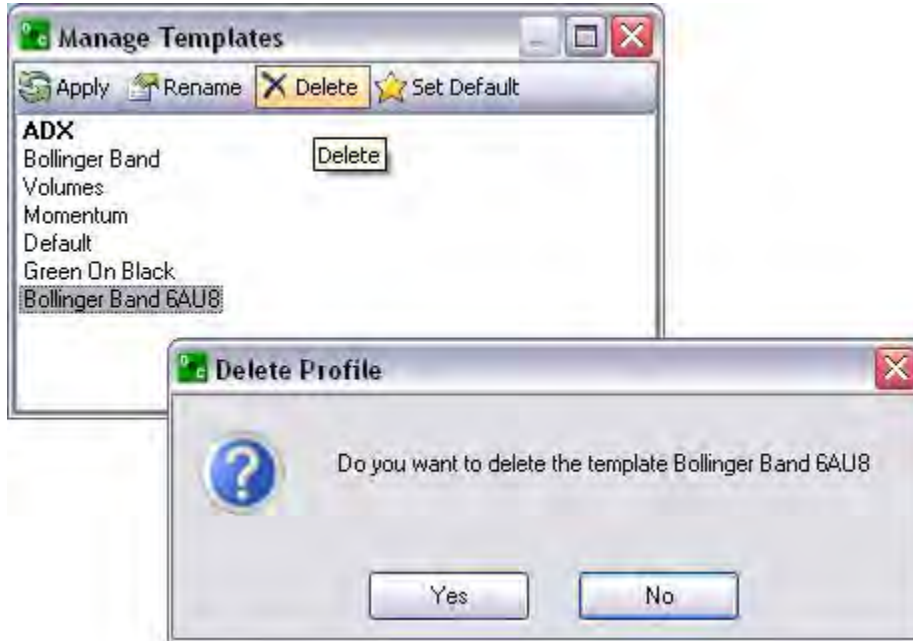 Manage Templates
Apply Rename Delete Set Default
ADX
Bollinger Band
Delete
Volumes
Momentum
Default
Green On Black
Bollinger Band 6AU8
Delete Profile
Do you want to delete the template Bollinger Band 6AU8
Yes No